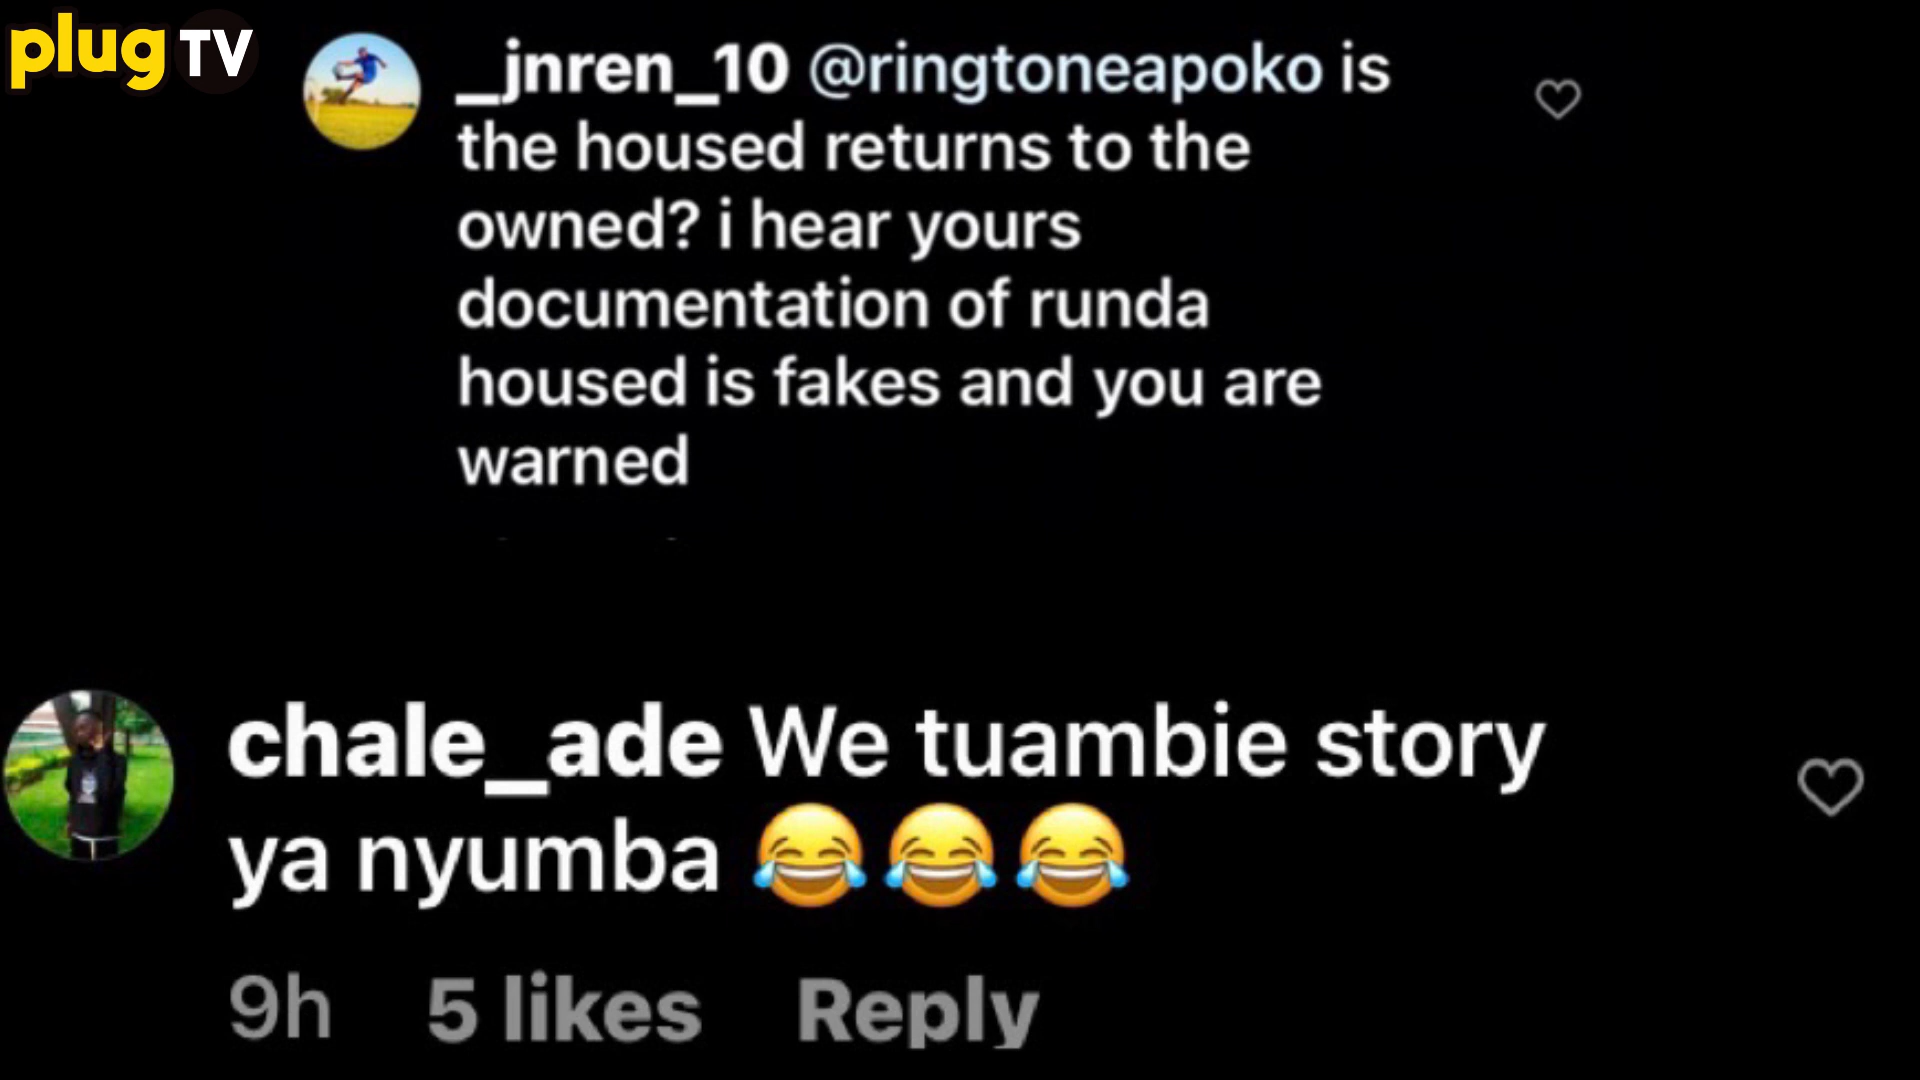 plug TV
__jnren_10 @ringtoneapoko is
the housed returns to the
owned? i hear yours
documentation of runda
housed is fakes and you are
warned
chale_ade We tuambie story
ya nyumba 😂😂😂
9h 5 likes Reply